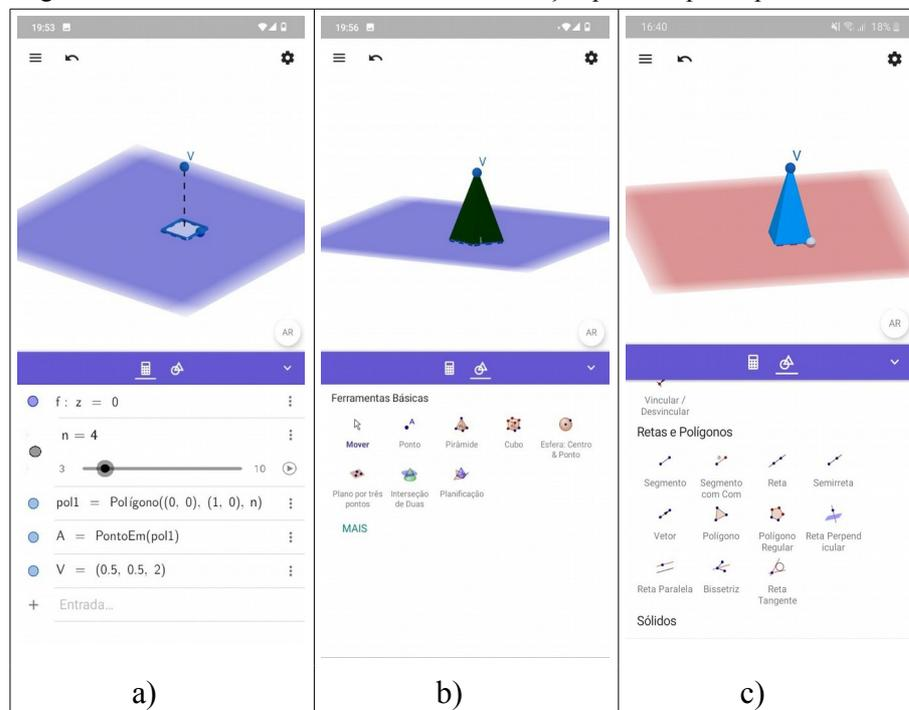 19:53
V
AR
f : z = 0
n = 4
3 10
pol1 = Polígono((0, 0), (1, 0), n)
A = PontoEm(pol1)
V = (0.5, 0.5, 2)
+ Entrada...
a)
19:56
V
AR
Ferramentas Básicas
Mover Ponto Pirâmide Cubo Esfera: Centro & Ponto
Plano por três pontos Interseção de Duas Planificação
MAIS
b)
16:40 18%
V
AR
Vincular / Desvincular
Retas e Polígonos
Segmento Segmento com Com Reta Semirreta
Vetor Polígono Polígono Regular Reta Perpend icular
Reta Paralela Bissetriz Reta Tangente
Sólidos
c)